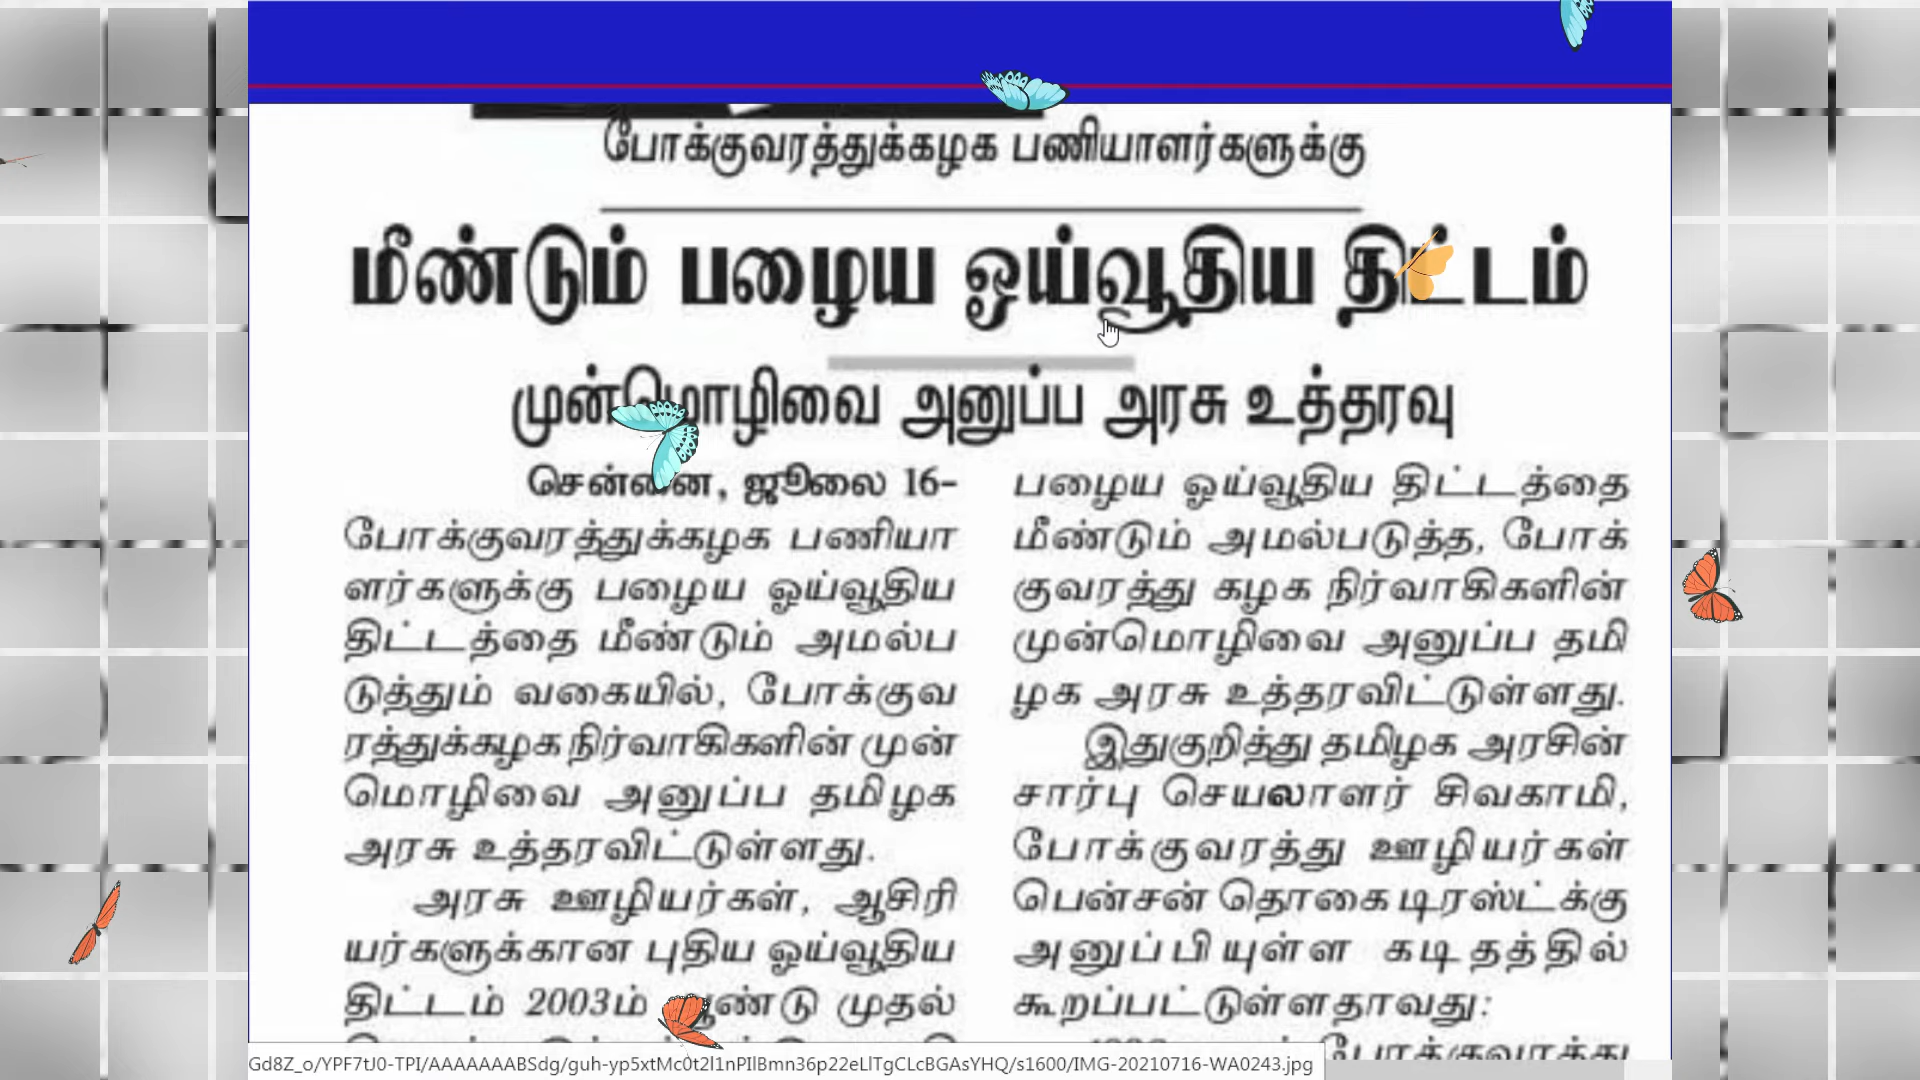 போக்குவரத்துக்கழக பணியாளர்களுக்கு
மீண்டும் பழைய ஓய்வூதிய திட்டம்
முன்மொழிவை அனுப்ப அரசு உத்தரவு
சென்னை, ஜூலை 16-
போக்குவரத்துக்கழக பணியா
ளர்களுக்கு பழைய ஓய்வூதிய
திட்டத்தை மீண்டும் அமல்ப
டுத்தும் வகையில், போக்குவ
ரத்துக்கழக நிர்வாகிகளின் முன்
மொழிவை அனுப்ப தமிழக
அரசு உத்தரவிட்டுள்ளது.
அரசு ஊழியர்கள், ஆசிரி
யர்களுக்கான புதிய ஓய்வூதிய
திட்டம் 2003ம் ஆண்டு முதல்
பழைய ஓய்வூதிய திட்டத்தை
மீண்டும் அமல்படுத்த, போக்
குவரத்து கழக நிர்வாகிகளின்
முன்மொழிவை அனுப்ப தமி
ழக அரசு உத்தரவிட்டுள்ளது.
இதுகுறித்து தமிழக அரசின்
சார்பு செயலாளர் சிவகாமி,
போக்குவரத்து ஊழியர்கள்
பென்சன் தொகை டிரஸ்ட்க்கு
அனுப்பியுள்ள கடிதத்தில்
கூறப்பட்டுள்ளதாவது:
போக்குவரத்து
Gd8Z_o/YPF7tJ0-TPI/AAAAAAABSdg/guh-yp5xtMc0t2l1nPIlBmn36p22eLlTgCLcBGAsYHQ/s1600/IMG-20210716-WA0243.jpg